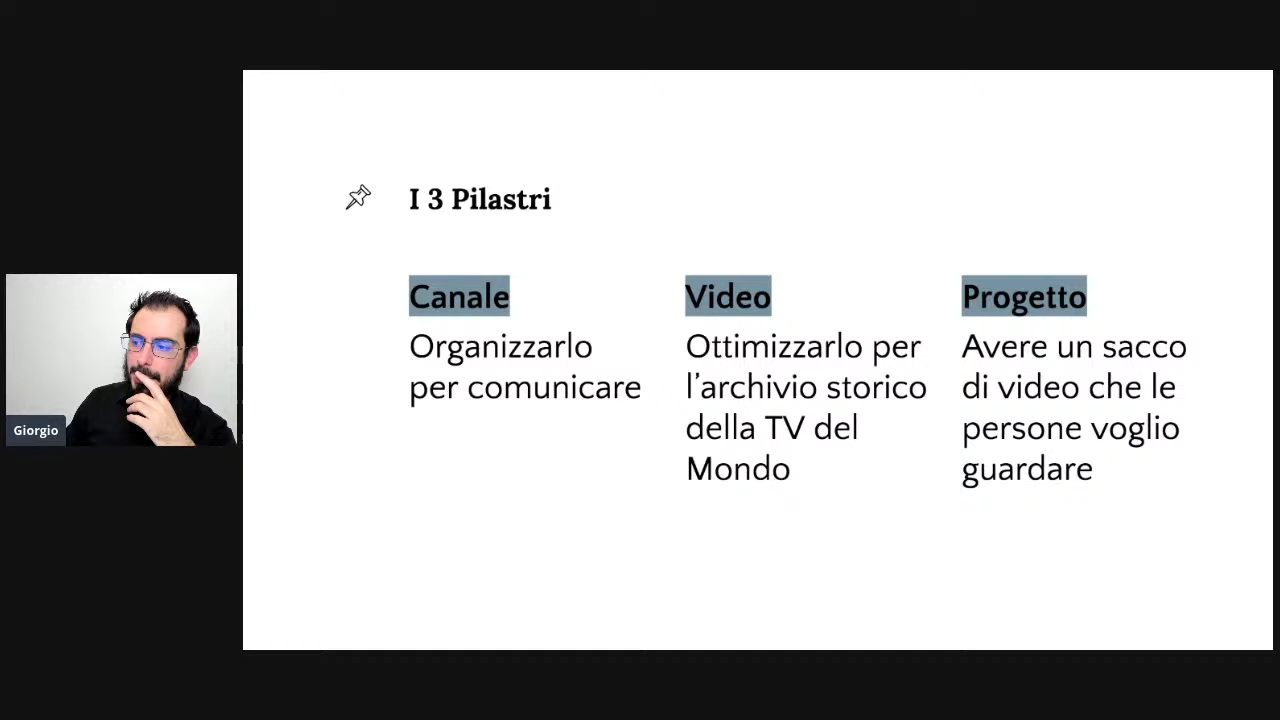 I 3 Pilastri
Canale
Organizzarlo
per comunicare
Video
Ottimizzarlo per
l’archivio storico
della TV del
Mondo
Progetto
Avere un sacco
di video che le
persone voglio
guardare
Giorgio